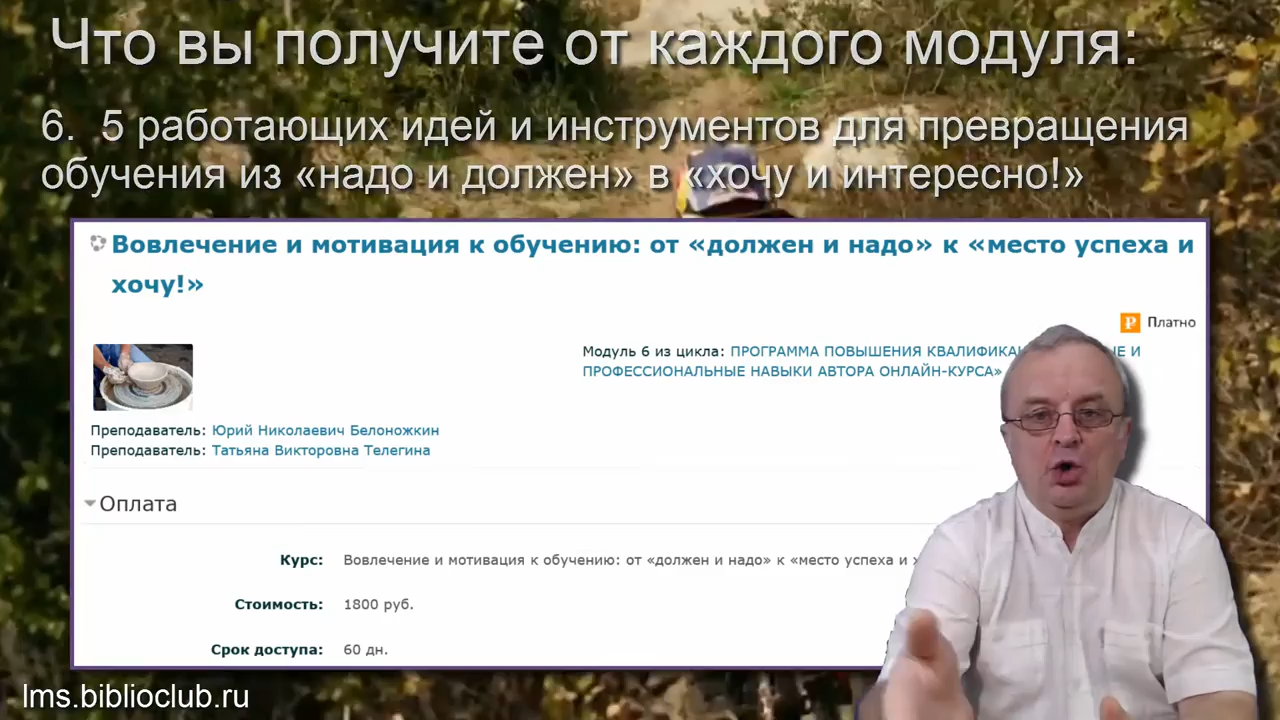 Что вы получите от каждого модуля:
6. 5 работающих идей и инструментов для превращения
обучения из «надо и должен» в «хочу и интересно!»
Вовлечение и мотивация к обучению: от «должен и надо» к «место успеха и
хочу!»
Платно
Модуль 6 из цикла: ПРОГРАММА ПОВЫШЕНИЯ И
ПРОФЕССИОНАЛЬНЫЕ НАВЫКИ АВТОРА ОНЛАЙН-КУРСА»
Преподаватель: Юрий Николаевич Белоножкин
Преподаватель: Татьяна Викторовна Телегина
Оплата
Курс: Вовлечение и мотивация к обучению: от «должен и надо» к «место успеха и
Стоимость: 1800 руб.
Срок доступа: 60 дн.
lms.biblioclub.ru